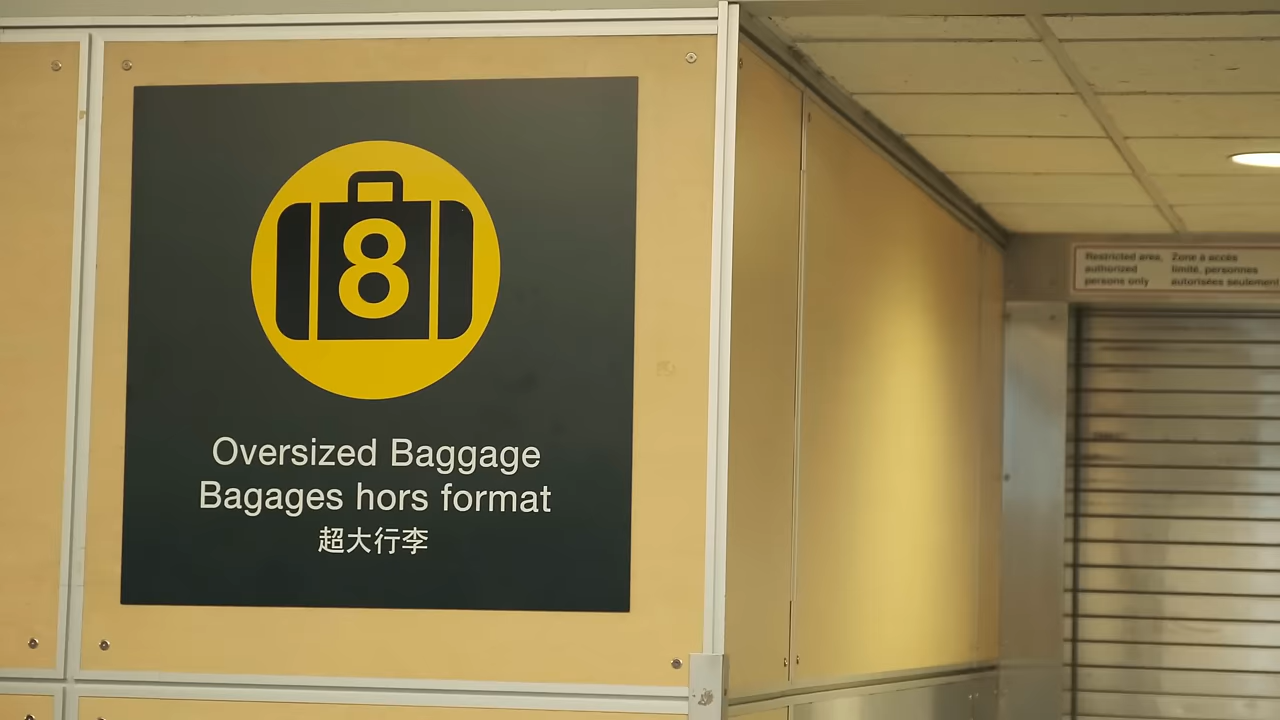 8
Oversized Baggage
Bagages hors format
超大行李
Restricted area,
authorized
persons only
Zone à accès
limité, personnes
autorisées seulement